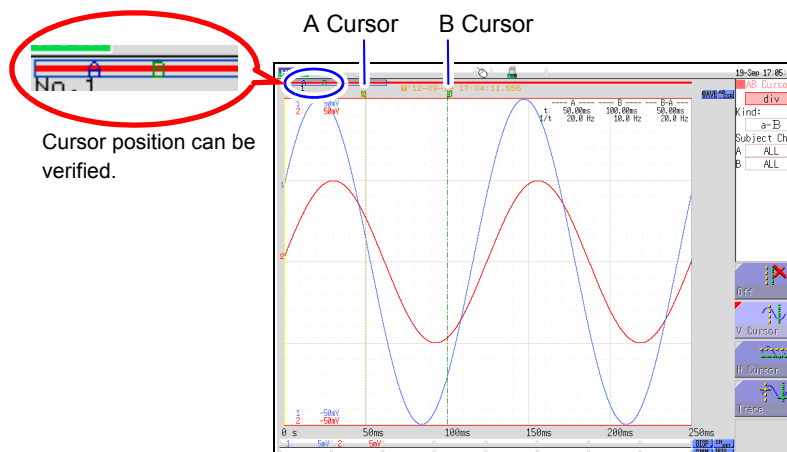 A Cursor
B Cursor
A
B
No.1
Cursor position can be
verified.
1
17:04:11.656
19-Sep 17:05
AB Cursor
div
Kind:
a-B
Subject Ch
A ALL
B ALL
Off
V Cursor
H Cursor
Trace
1: 50mV
2: 50mV
---- A ---- ---- B ---- --- B-A ---
t: 50.00ms 100.00ms 50.00ms
1/t 20.0 Hz 10.0 Hz 20.0 Hz
1
2
1: -50mV
2: -50mV
0 s
50ms
100ms
150ms
200ms
250ms
1: 5mV 2: 5mV
DISP